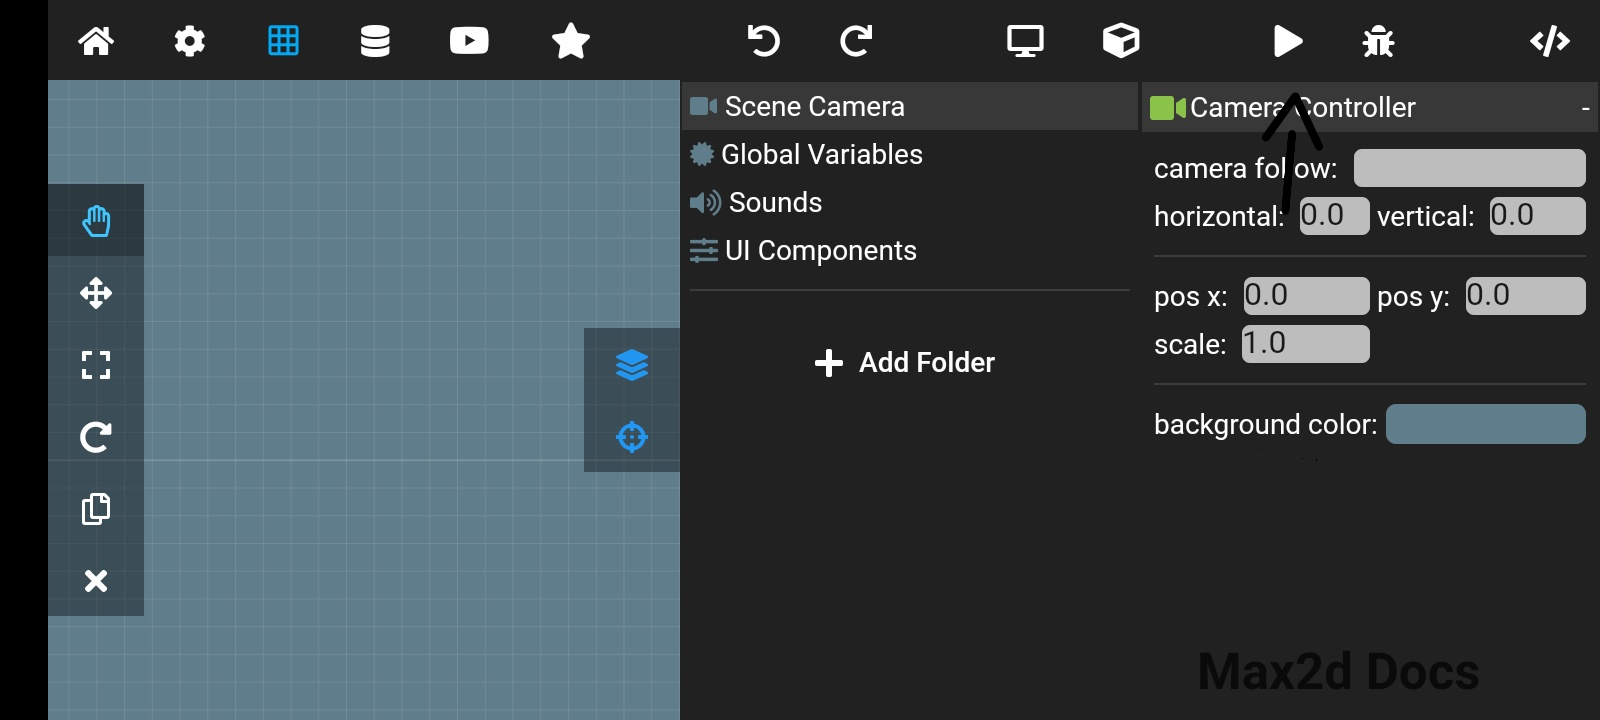 Scene Camera
Global Variables
Sounds
UI Components
Add Folder
Camera Controller -
camera follow:
horizontal: 0.0 vertical: 0.0
pos x: 0.0 pos y: 0.0
scale: 1.0
background color:
Max2d Docs